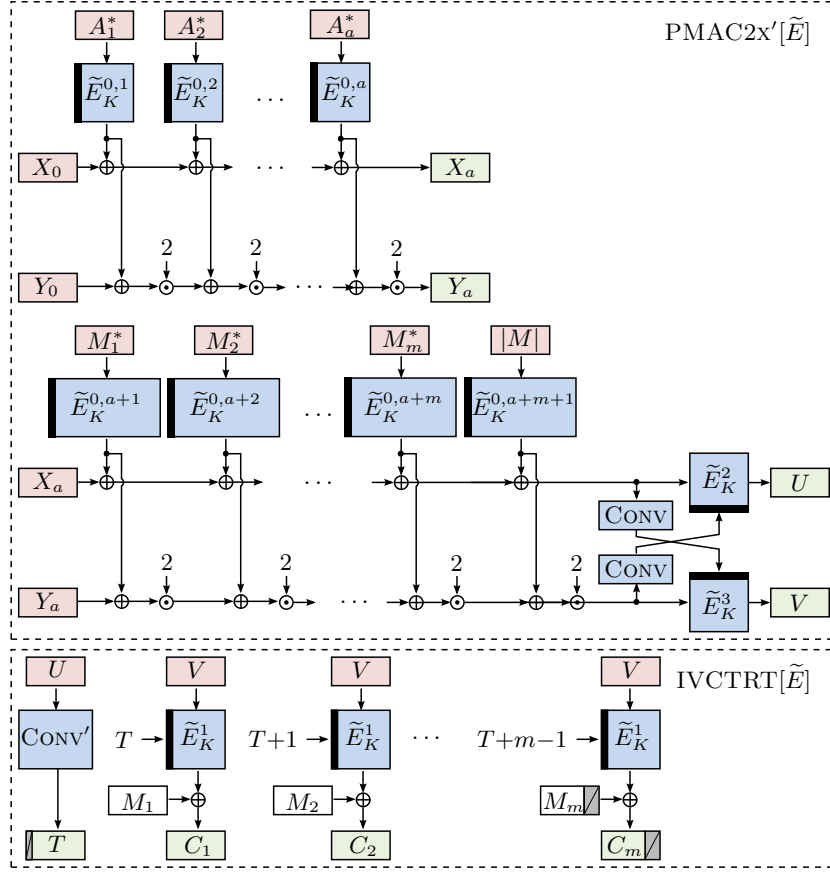 A₁* A₂* Aₐ* PMAC2x′[Ẽ]
Ẽ_K^{0,1} Ẽ_K^{0,2} ... Ẽ_K^{0,a}
X₀ ... Xₐ
2 2 2
Y₀ ... Yₐ
M₁* M₂* Mₘ* |M|
Ẽ_K^{0,a+1} Ẽ_K^{0,a+2} ... Ẽ_K^{0,a+m} Ẽ_K^{0,a+m+1}
Xₐ ... Ẽ_K^2 U
CONV
2 2 2 2 CONV
Yₐ ... Ẽ_K^3 V
U V V V IVCTRT[Ẽ]
CONV′ T Ẽ_K^1 T+1 Ẽ_K^1 ... T+m−1 Ẽ_K^1
M₁ M₂ Mₘ
T C₁ C₂ Cₘ